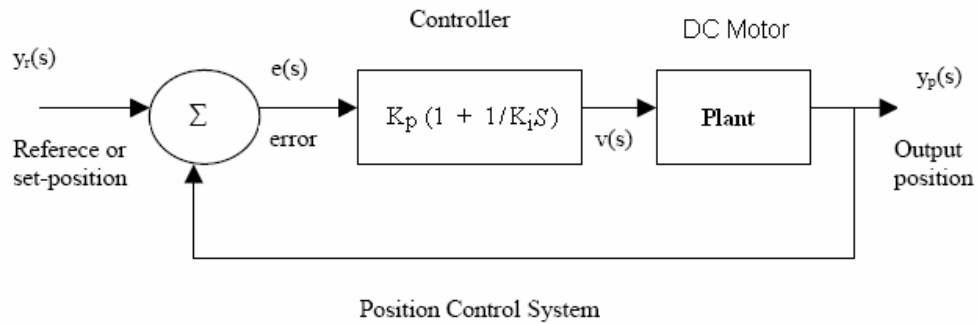 Controller
DC Motor
yr(s)
e(s)
yp(s)
Σ
Kp (1 + 1/KiS)
Plant
error
v(s)
Referece or
set-position
Output
position
Position Control System